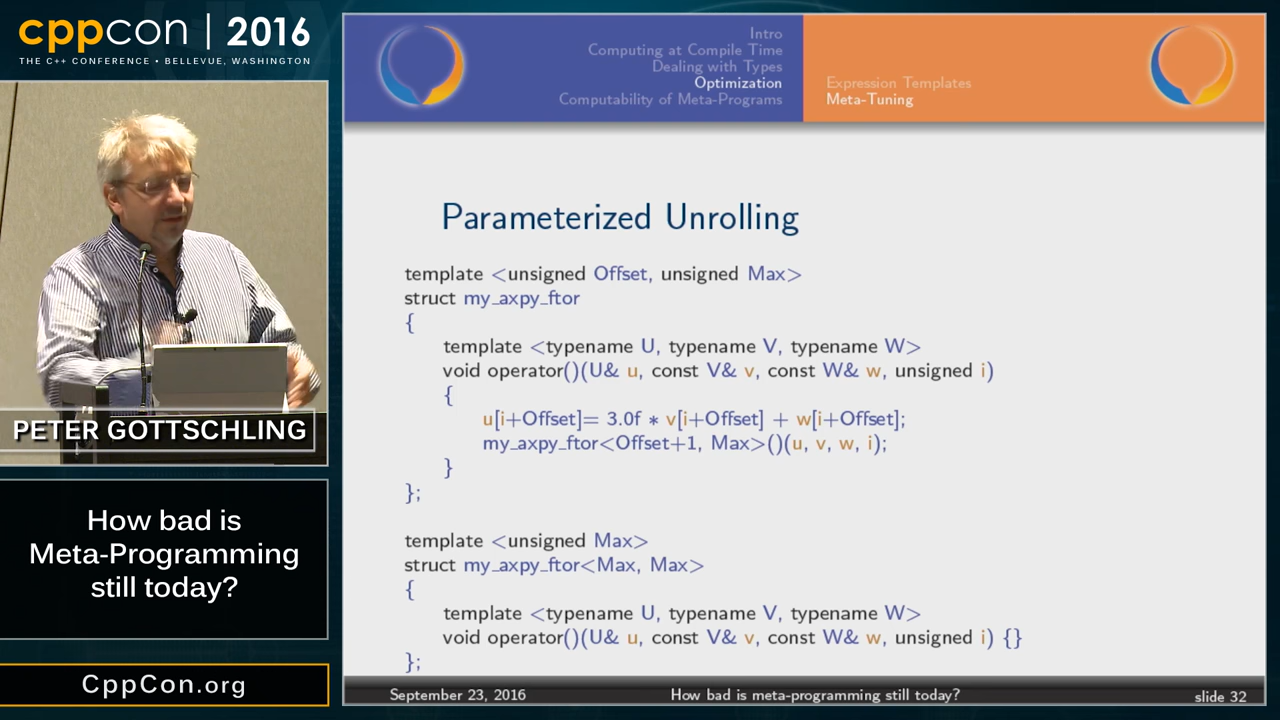 cppcon | 2016
THE C++ CONFERENCE • BELLEVUE, WASHINGTON
PETER GOTTSCHLING
How bad is
Meta-Programming
still today?
CppCon.org
Intro
Computing at Compile Time
Dealing with Types
Optimization
Computability of Meta-Programs
Expression Templates
Meta-Tuning
Parameterized Unrolling
template <unsigned Offset, unsigned Max>
struct my_axpy_ftor
{
template <typename U, typename V, typename W>
void operator()(U& u, const V& v, const W& w, unsigned i)
{
u[i+Offset]= 3.0f * v[i+Offset] + w[i+Offset];
my_axpy_ftor<Offset+1, Max>()(u, v, w, i);
}
};
template <unsigned Max>
struct my_axpy_ftor<Max, Max>
{
template <typename U, typename V, typename W>
void operator()(U& u, const V& v, const W& w, unsigned i) {}
};
September 23, 2016
How bad is meta-programming still today?
slide 32